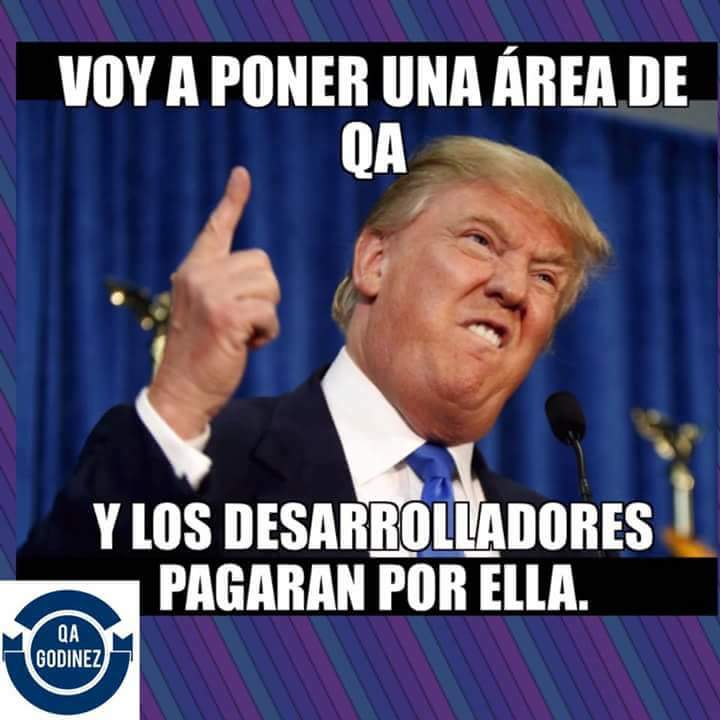 VOY A PONER UNA ÁREA DE
QA
Y LOS DESARROLLADORES
PAGARAN POR ELLA.
QA
GODINEZ